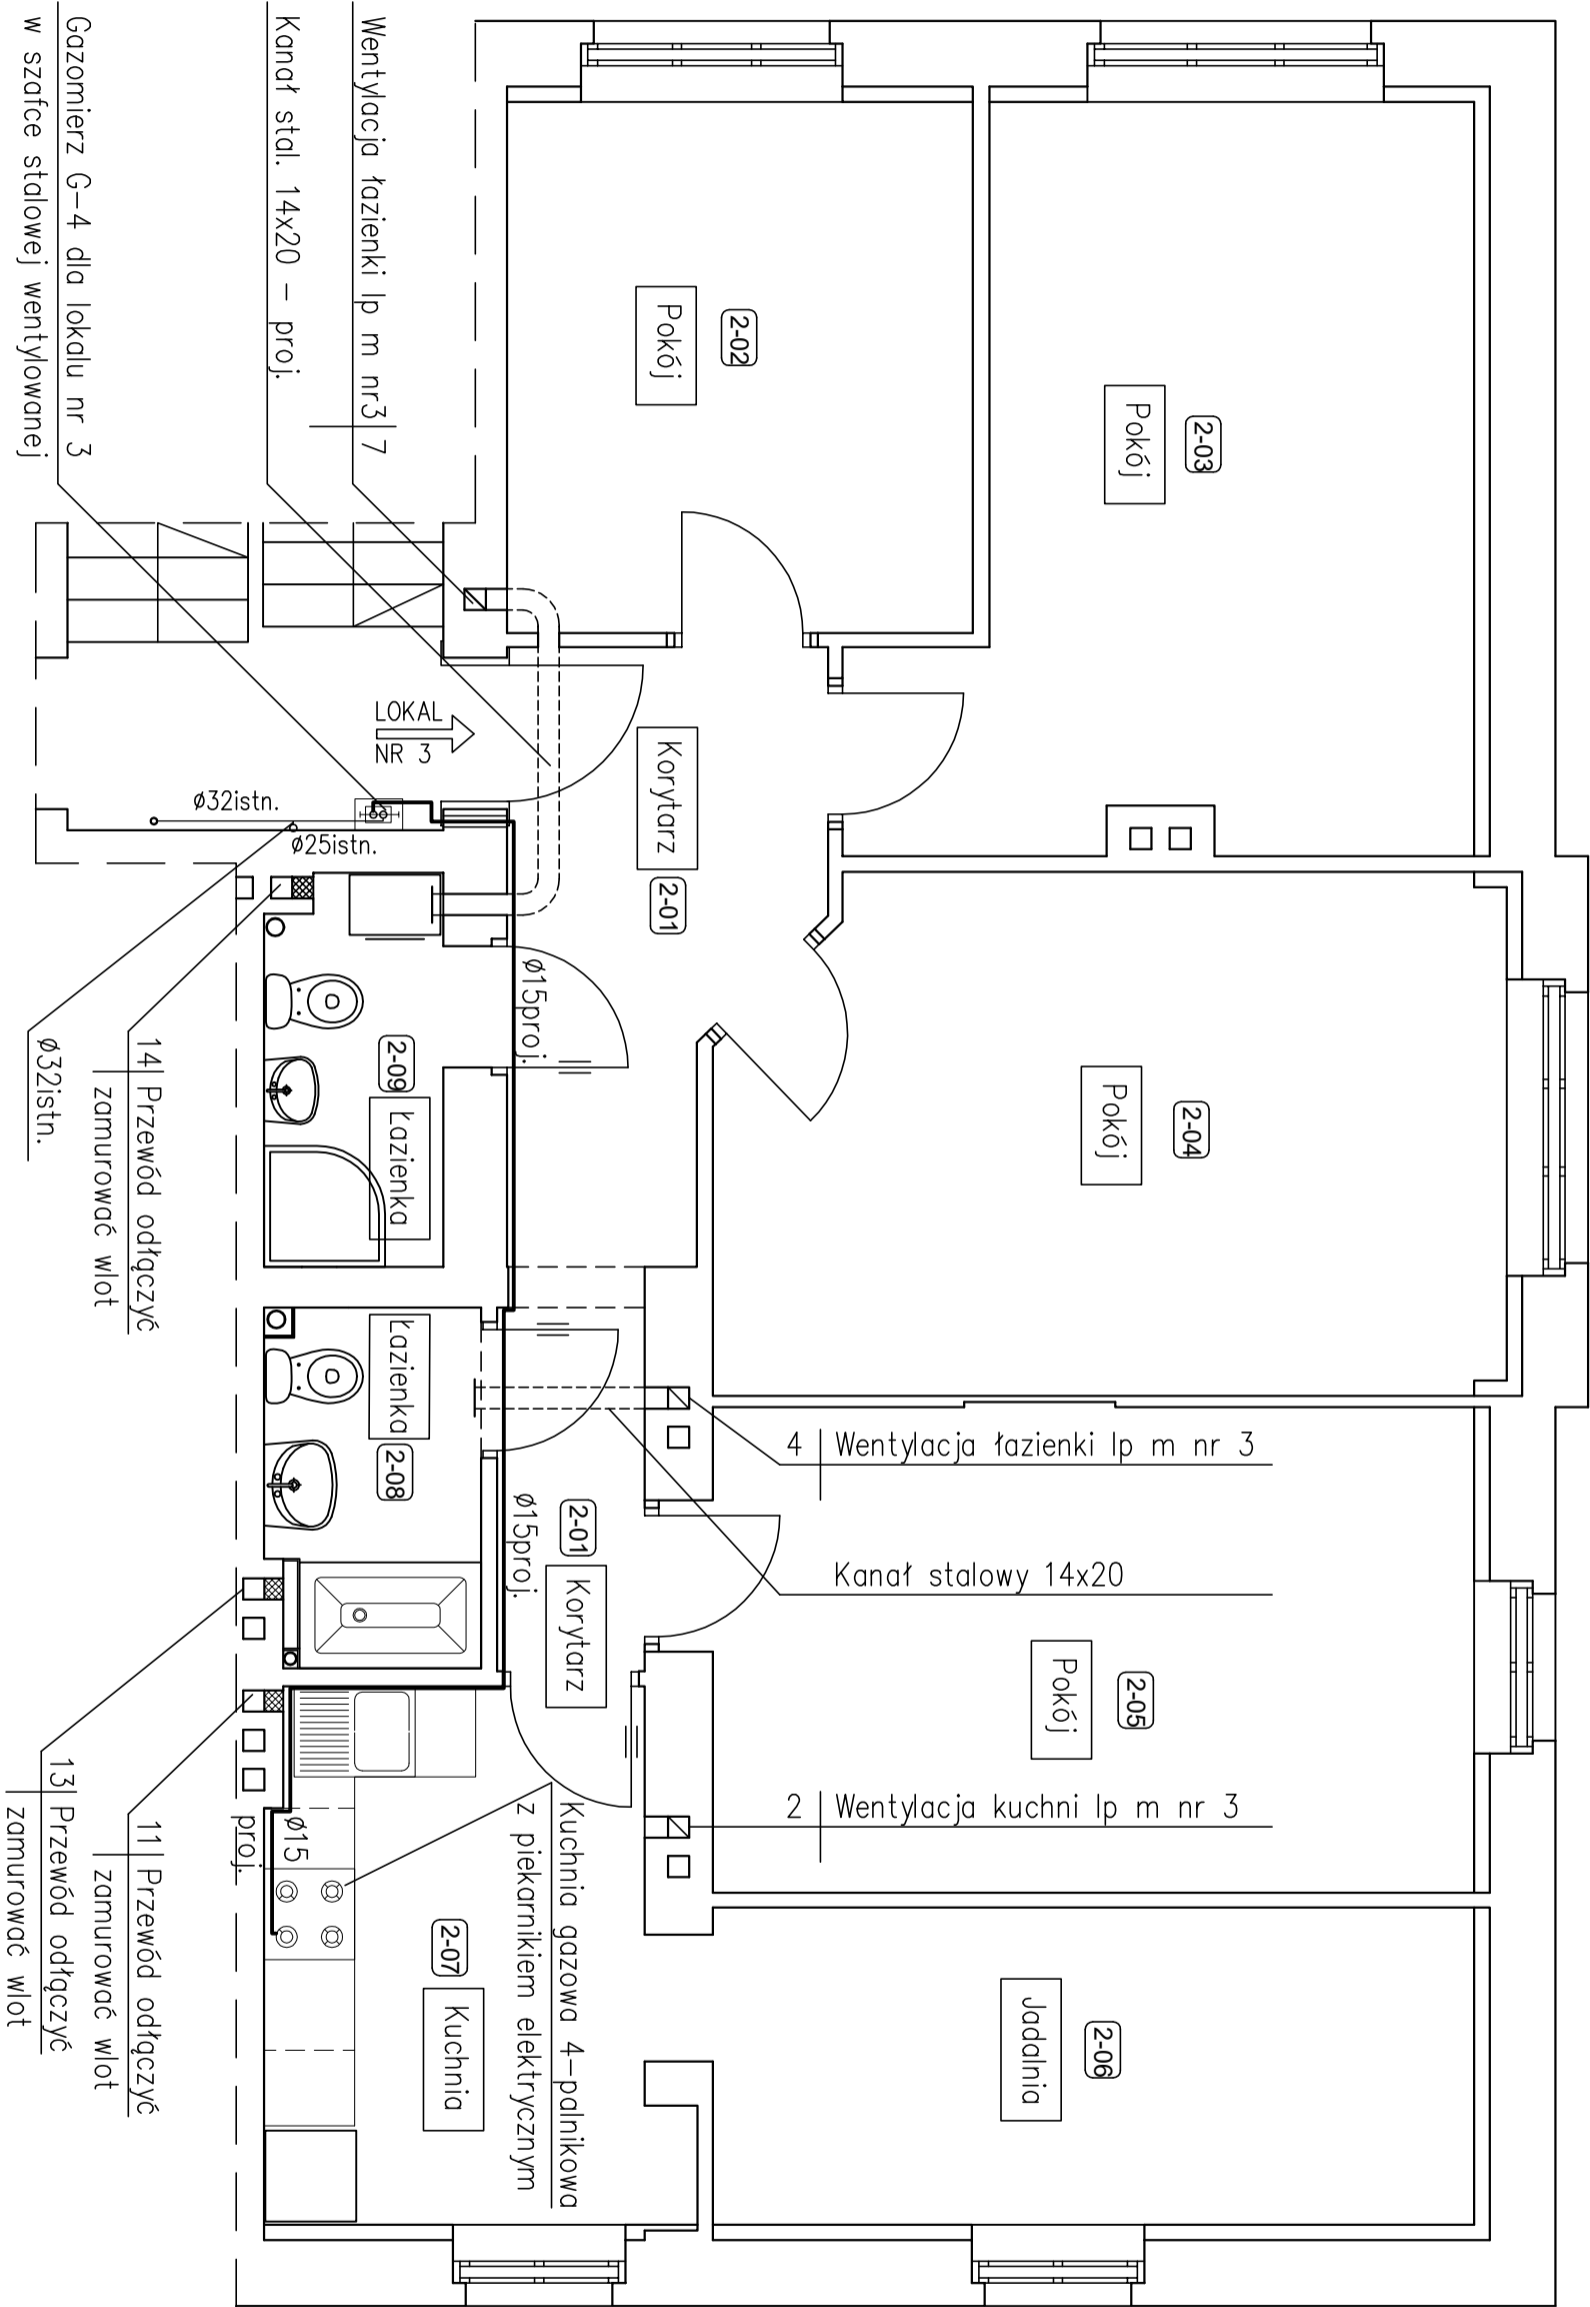 Gazomierz G-4 dla lokalu nr 3
w szafce stalowej wentylowanej
Kanał stal. 14x20 - proj.
Wentylacja łazienki lp m nr3 7
2-02
Pokój
2-03
Pokój
LOKAL
NR 3
Korytarz
2-01
ø32istn.
ø25istn.
ø15proj.
2-09
Łazienka
14 Przewód odłączyć
zamurować wlot
ø32istn.
2-04
Pokój
Łazienka
2-08
4 Wentylacja łazienki lp m nr 3
Kanał stalowy 14x20
ø15proj.
2-01
Korytarz
2-05
Pokój
2 Wentylacja kuchni lp m nr 3
13 Przewód odłączyć
zamurować wlot
11 Przewód odłączyć
zamurować wlot
ø15
proj.
Kuchnia gazowa 4-palnikowa
z piekarnikiem elektrycznym
2-07
Kuchnia
2-06
Jadalnia